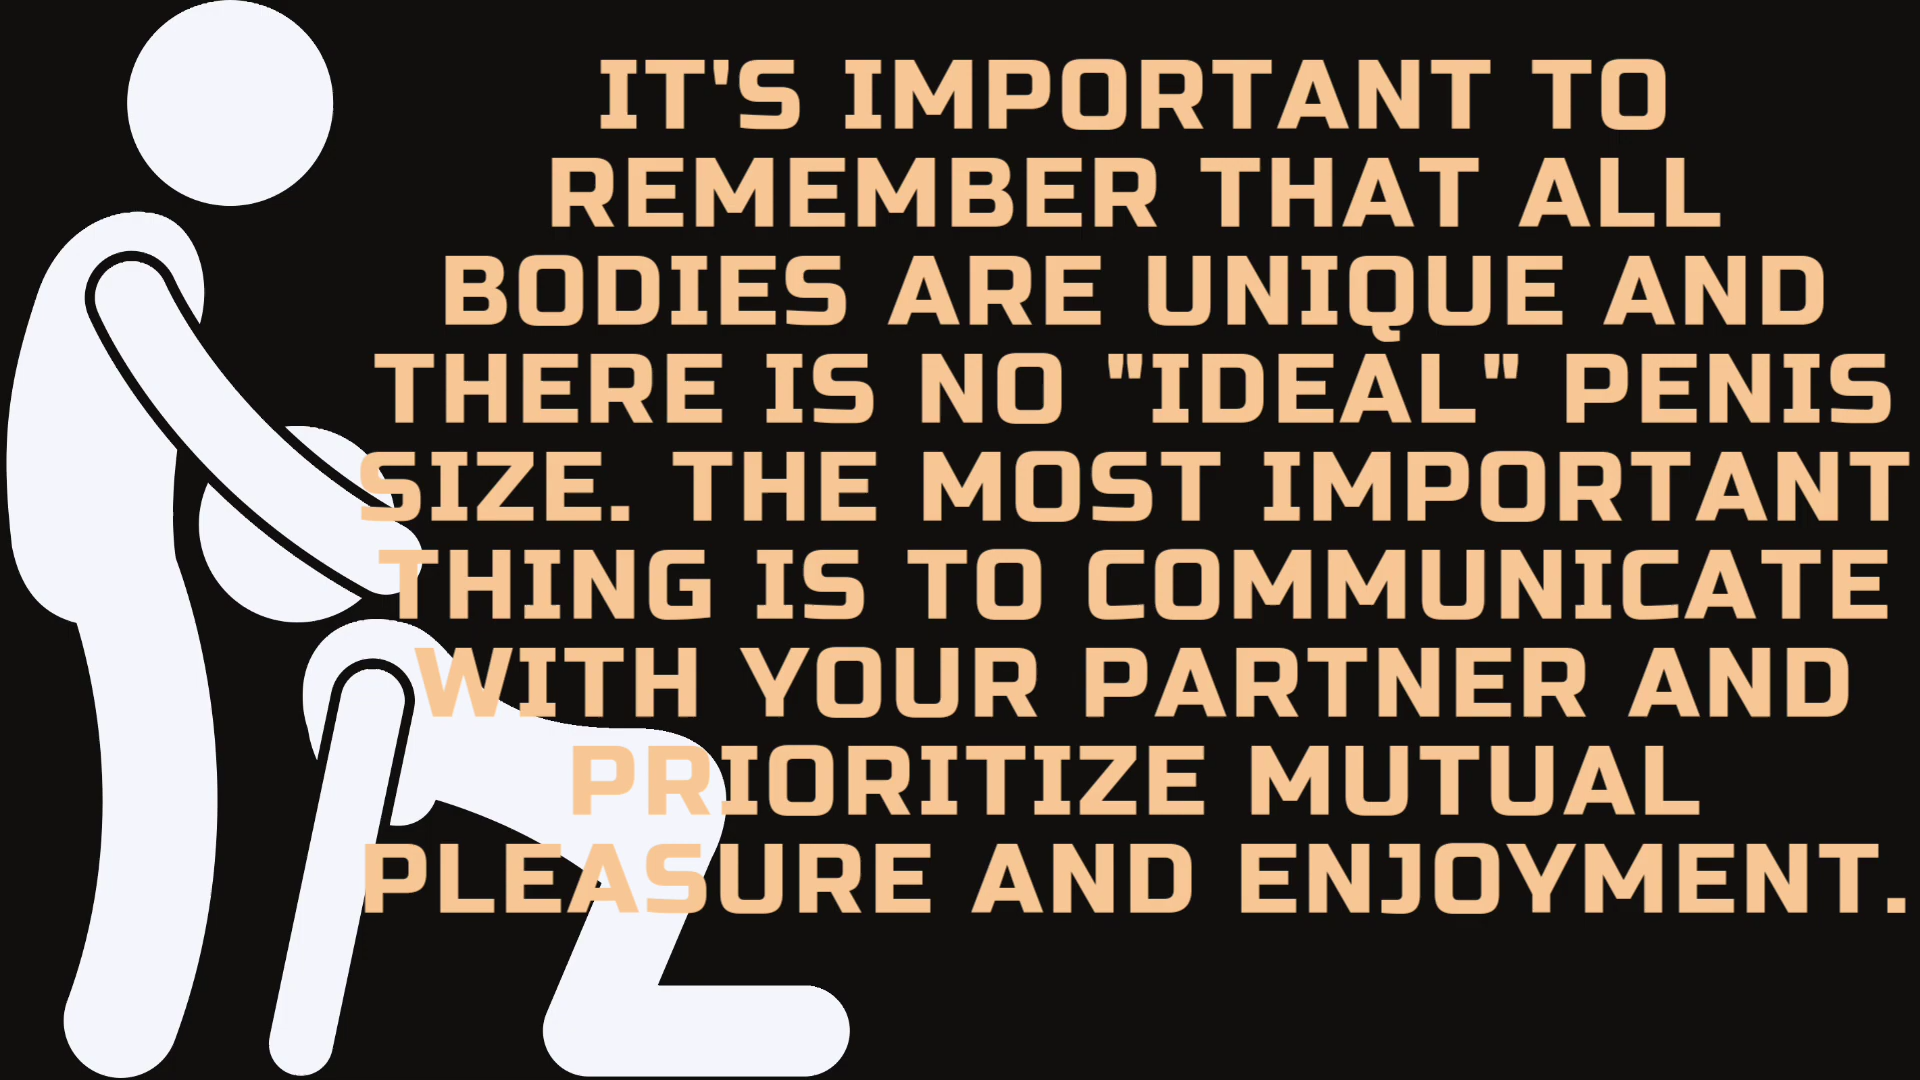 IT'S IMPORTANT TO
REMEMBER THAT ALL
BODIES ARE UNIQUE AND
THERE IS NO "IDEAL" PENIS
SIZE. THE MOST IMPORTANT
THING IS TO COMMUNICATE
WITH YOUR PARTNER AND
PRIORITIZE MUTUAL
PLEASURE AND ENJOYMENT.